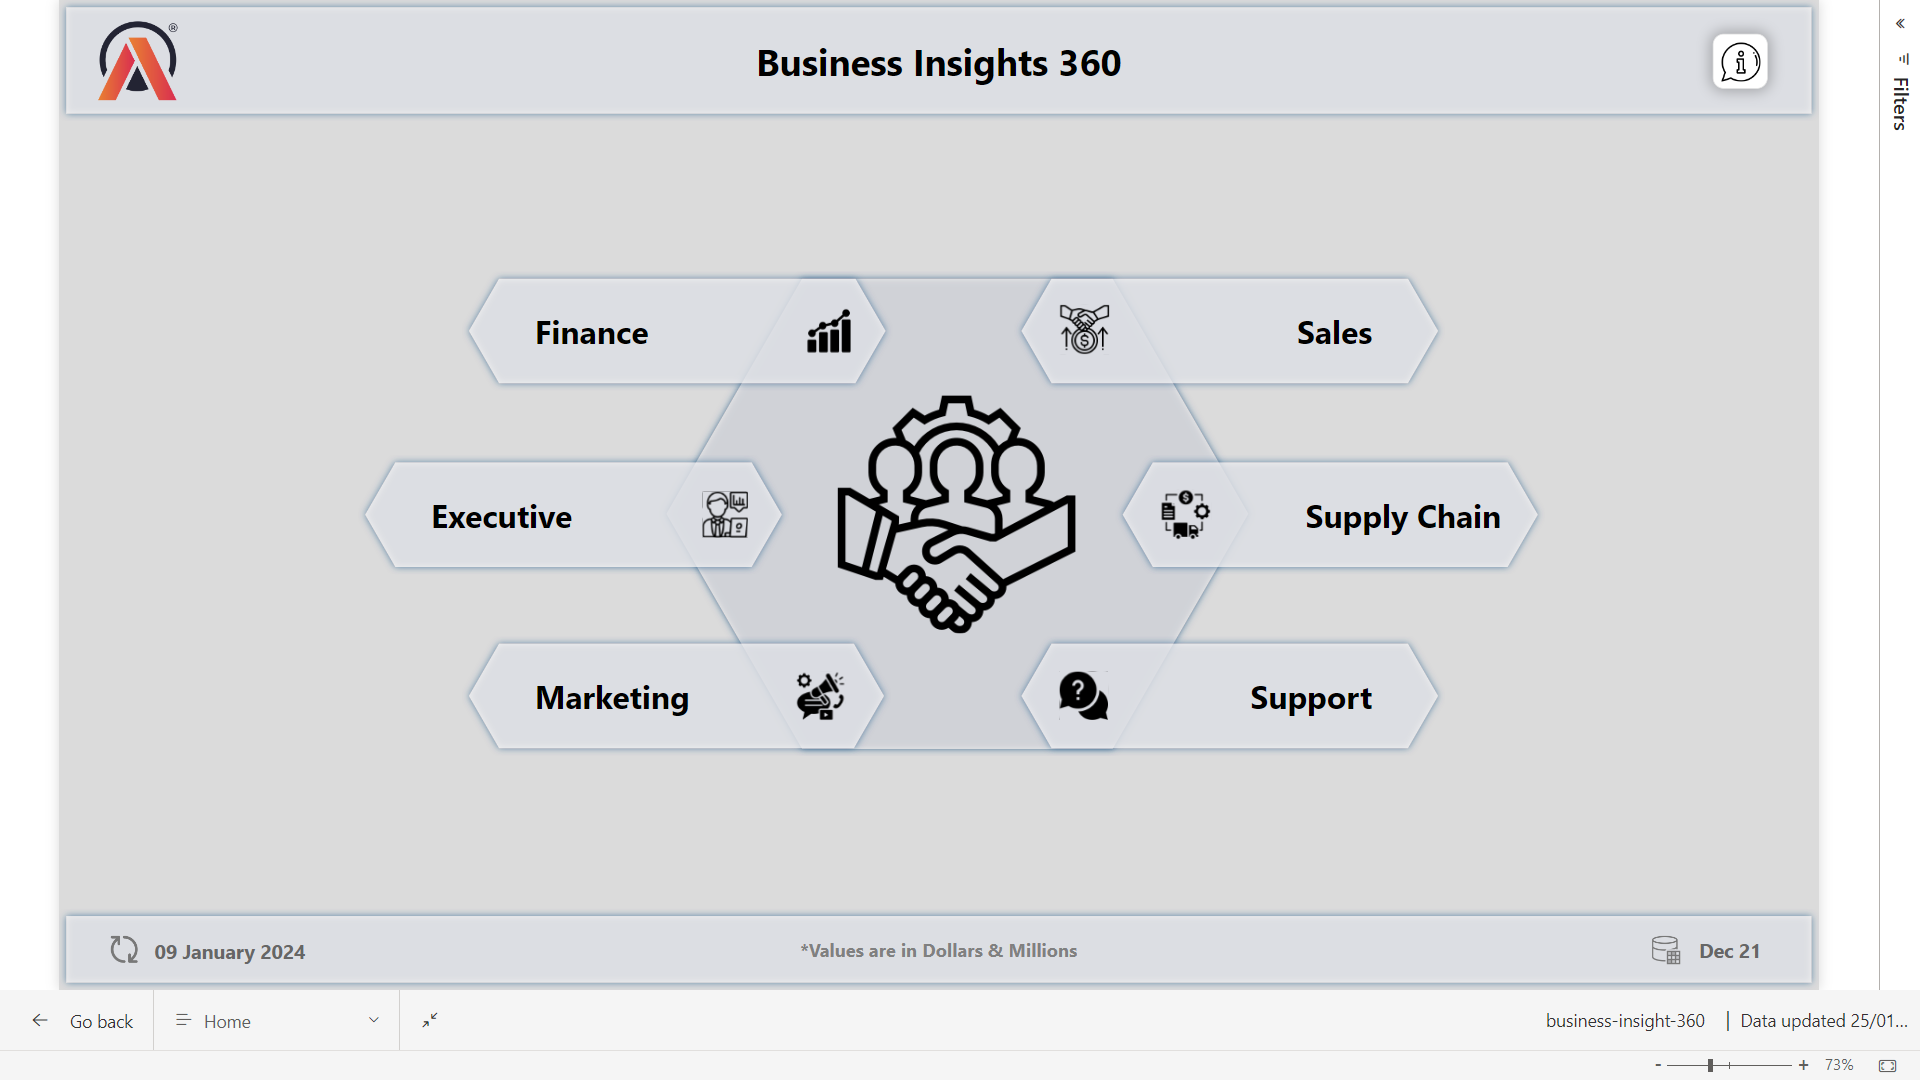 ®
Business Insights 360
Filters
Finance
Sales
Executive
Supply Chain
Marketing
Support
09 January 2024
*Values are in Dollars & Millions
Dec 21
Go back
Home
business-insight-360 | Data updated 25/01...
- + 73%